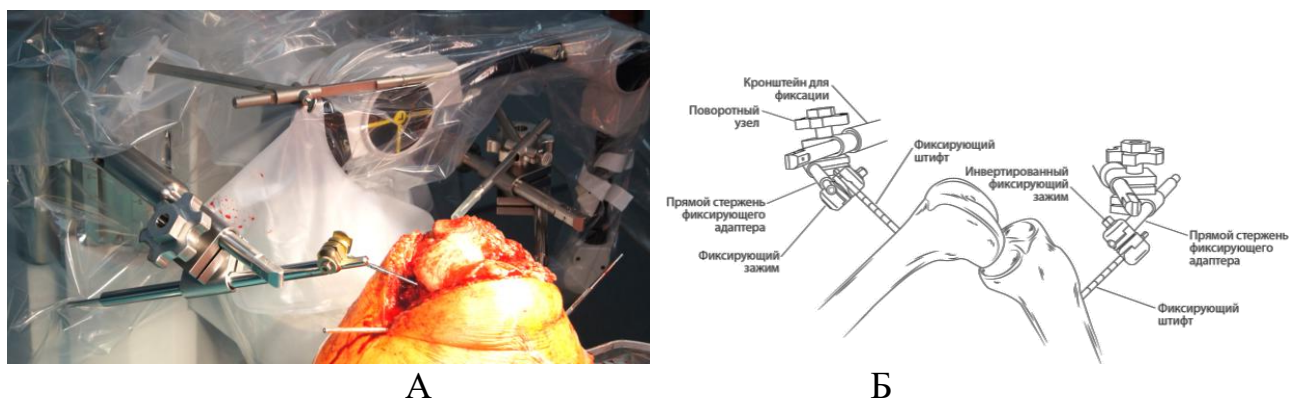 Кронштейн для
фиксации
Поворотный
узел
Фиксирующий
штифт
Инвертированный
фиксирующий
зажим
Прямой стержень
фиксирующего
адаптера
Фиксирующий
зажим
Прямой стержень
фиксирующего
адаптера
Фиксирующий
штифт
А
Б